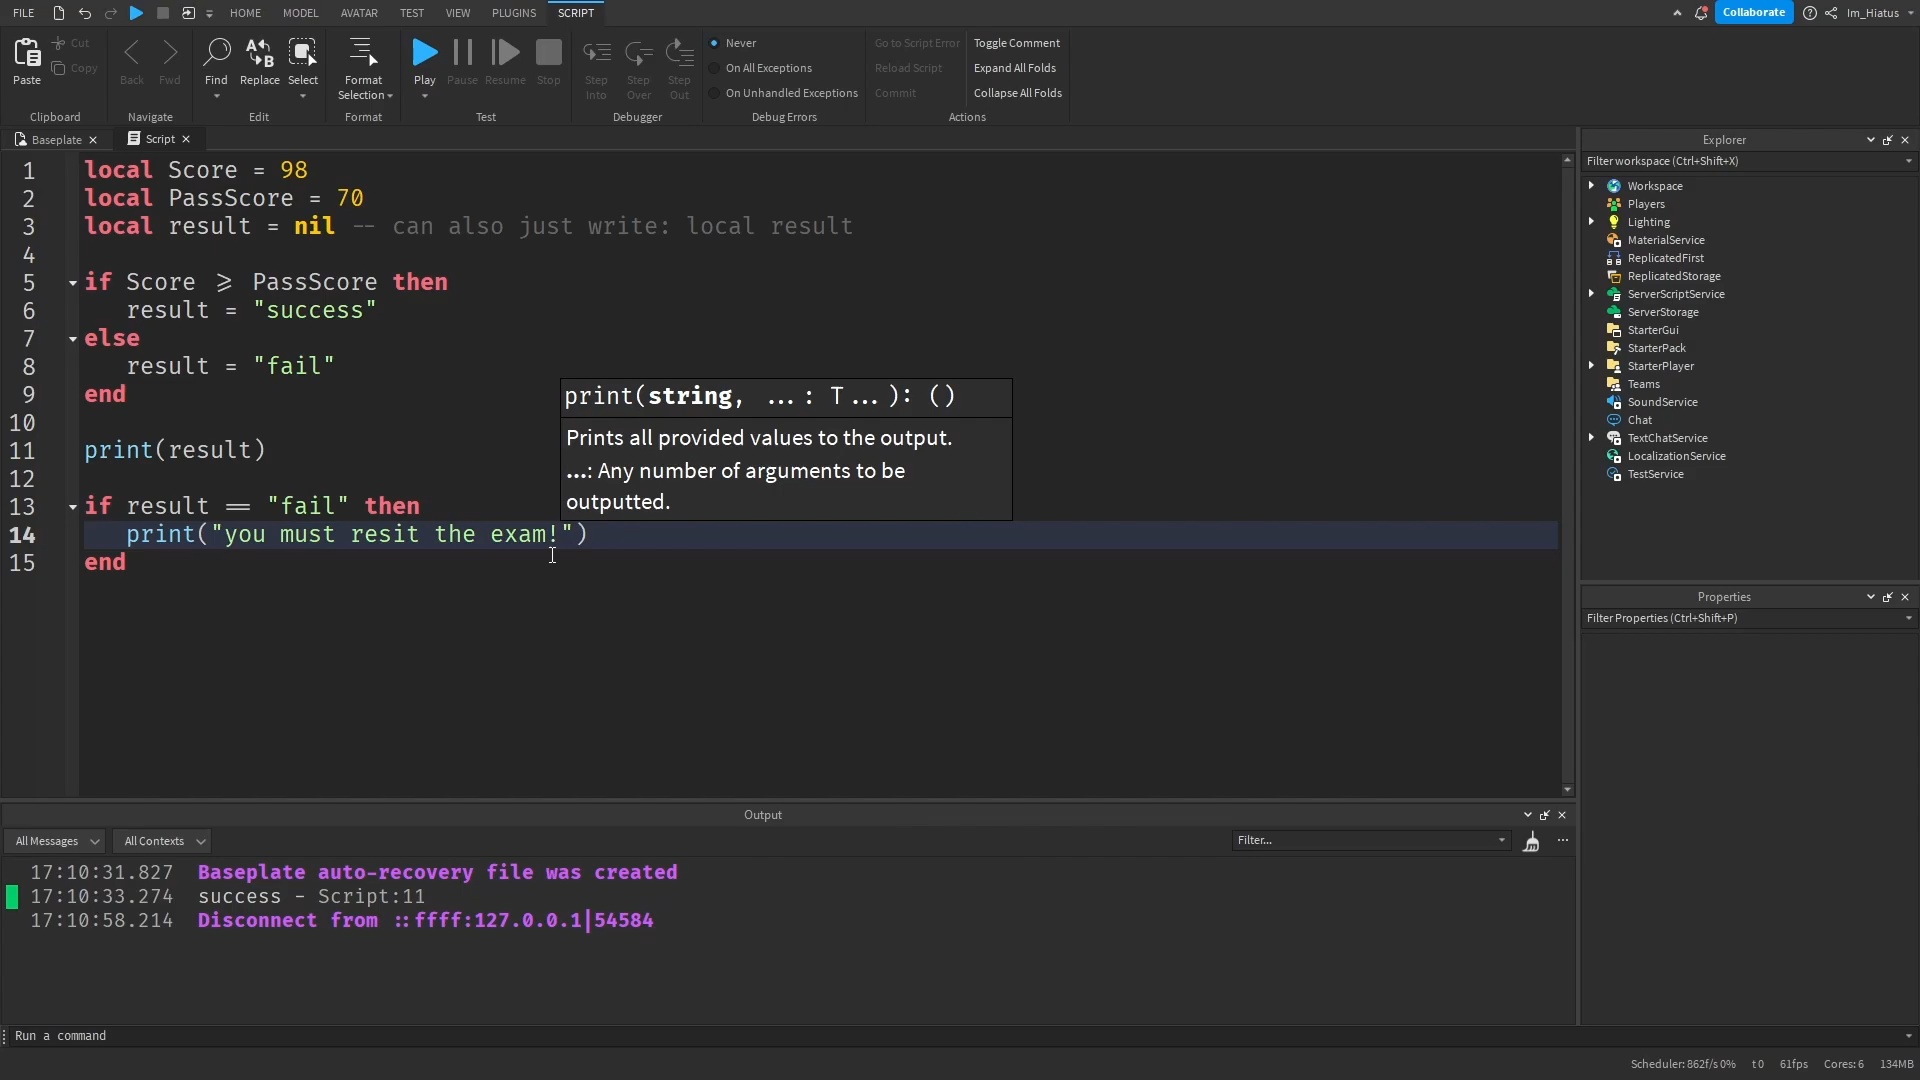 FILE HOME MODEL AVATAR TEST VIEW PLUGINS SCRIPT Collaborate Im_Hiatus
Paste Cut Copy Back Fwd Find Replace Select Format Selection Play Pause Resume Stop Step Into Step Over Step Out
Never Go to Script Error Toggle Comment
On All Exceptions Reload Script Expand All Folds
On Unhandled Exceptions Commit Collapse All Folds
Clipboard Navigate Edit Format Test Debugger Debug Errors Actions
Baseplate Script
1 local Score = 98
2 local PassScore = 70
3 local result = nil -- can also just write: local result
4
5 if Score ⩾ PassScore then
6 result = "success"
7 else
8 result = "fail"
9 end
10
11 print(result)
12
13 if result == "fail" then
14 print("you must resit the exam!")
15 end
print(string, ...: T...): ()
Prints all provided values to the output.
...: Any number of arguments to be
outputted.
Output
All Messages All Contexts Filter...
17:10:31.827 Baseplate auto-recovery file was created
17:10:33.274 success - Script:11
17:10:58.214 Disconnect from ::ffff:127.0.0.1|54584
Run a command
Explorer
Filter workspace (Ctrl+Shift+X)
Workspace
Players
Lighting
MaterialService
ReplicatedFirst
ReplicatedStorage
ServerScriptService
ServerStorage
StarterGui
StarterPack
StarterPlayer
Teams
SoundService
Chat
TextChatService
LocalizationService
TestService
Properties
Filter Properties (Ctrl+Shift+P)
Scheduler: 862f/s 0% t 0 61fps Cores: 6 134MB